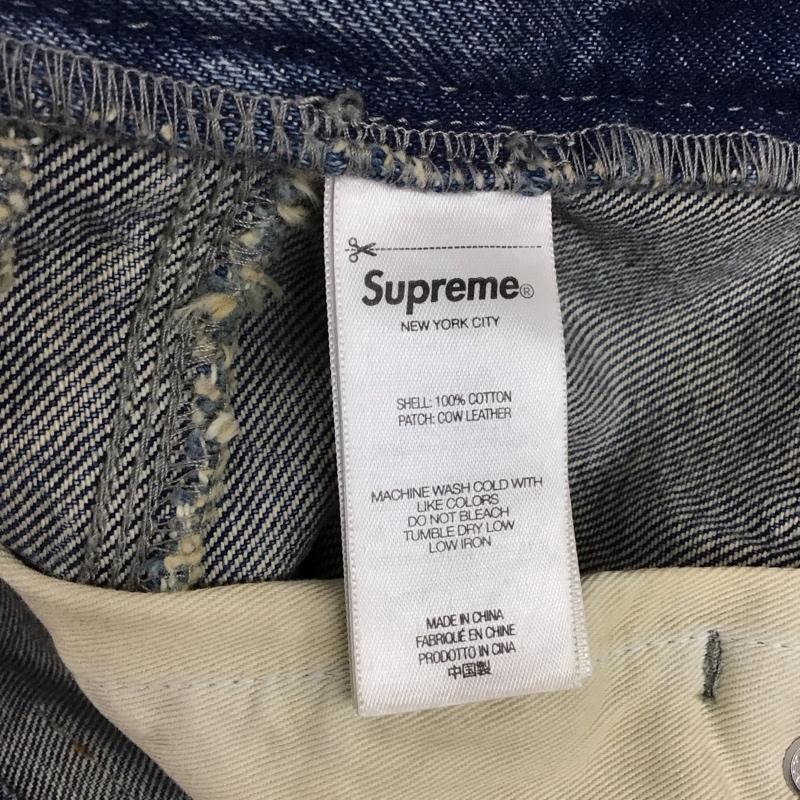 Supreme®
NEW YORK CITY
SHELL: 100% COTTON
PATCH: COW LEATHER
MACHINE WASH COLD WITH
LIKE COLORS
DO NOT BLEACH
TUMBLE DRY LOW
LOW IRON
MADE IN CHINA
FABRIQUÉ EN CHINE
PRODOTTO IN CINA
中国製